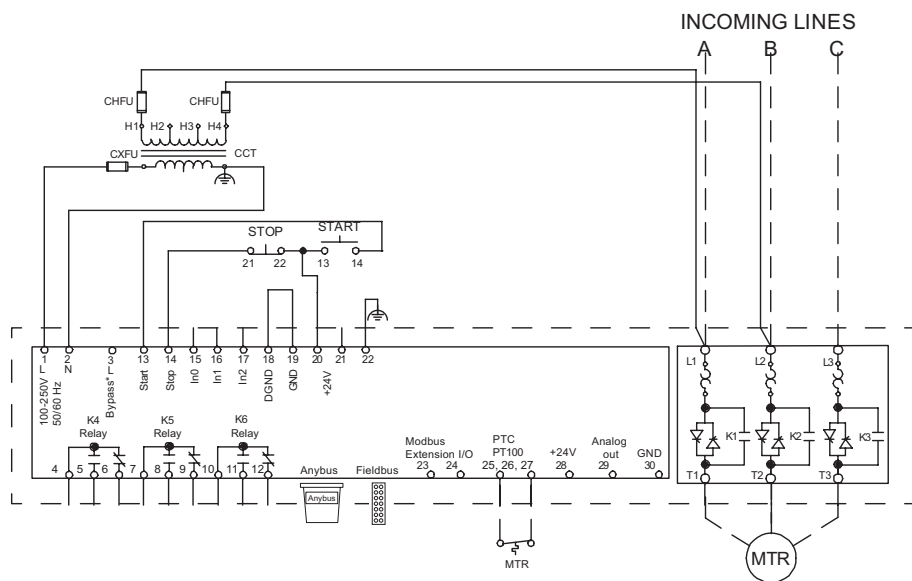 INCOMING LINES
A B C
CHFU CHFU
H1 H2 H3 H4
CXFU CCT
STOP START
21 22 13 14
1 2 3 13 14 15 16 17 18 19 20 21 22
L N Bypass* L Start Stop In0 In1 In2 DGND GND +24V
100-250V
50/60 Hz
L1 L2 L3
K4
Relay
K5
Relay
K6
Relay
K1 K2 K3
4 5 6 7 8 9 10 11 12
Anybus Fieldbus
Anybus
Modbus
Extension I/O
23 24
PTC
PT100
25, 26, 27
+24V
28
Analog
out
29
GND
30
T1 T2 T3
MTR
MTR